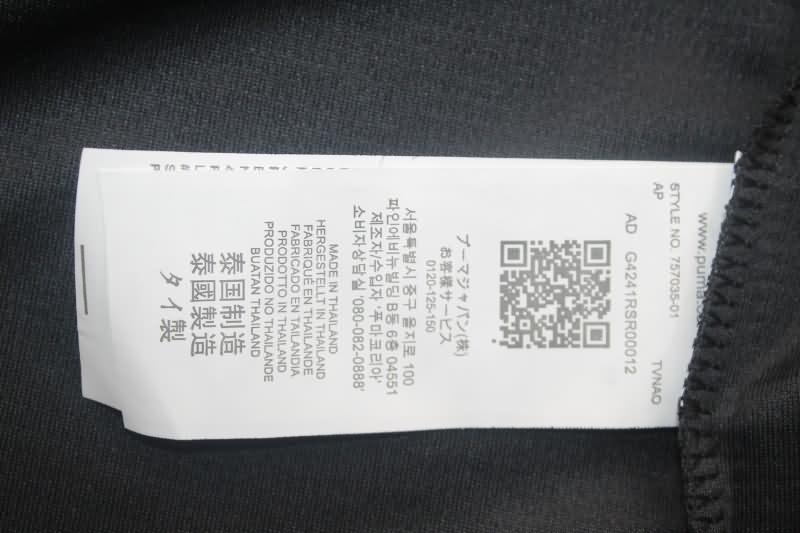 www.puma
STYLE NO. 757035-01
AP
TVNAO
AD G4241RSR00012
プーマジャパン(株)
お客様サービス
0120-125-150
서울특별시 중구 을지로 100
파인에비뉴빌딩 B동 6층 04551
제조자/수입자·'푸마코리아'
소비자상담실 '080-082-0888'
MADE IN THAILAND
HERGESTELLT IN THAILAND
FABRIQUE EN THAILANDE
FABRICADO EN TAILANDIA
PRODOTTO IN THAILANDIA
PRODUZIDO NO THAILANDE
BUATAN THAILAND
泰国制造
泰國製造
タイ製